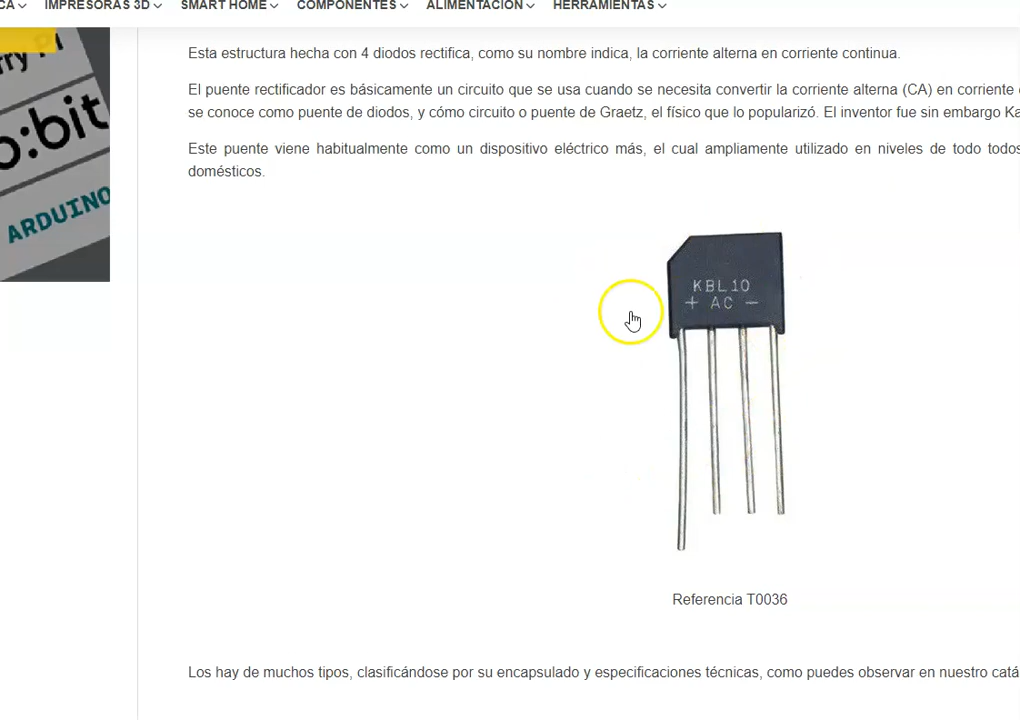 IMPRESORAS 3D SMART HOME COMPONENTES ALIMENTACION HERRAMIENTAS
Esta estructura hecha con 4 diodos rectifica, como su nombre indica, la corriente alterna en corriente continua.
El puente rectificador es básicamente un circuito que se usa cuando se necesita convertir la corriente alterna (CA) en corriente
se conoce como puente de diodos, y cómo circuito o puente de Graetz, el físico que lo popularizó. El inventor fue sin embargo Ka
Este puente viene habitualmente como un dispositivo eléctrico más, el cual ampliamente utilizado en niveles de todo todos
domésticos.
o:bit
ARDUINO
KBL10
+ AC -
Referencia T0036
Los hay de muchos tipos, clasificándose por su encapsulado y especificaciones técnicas, como puedes observar en nuestro catá